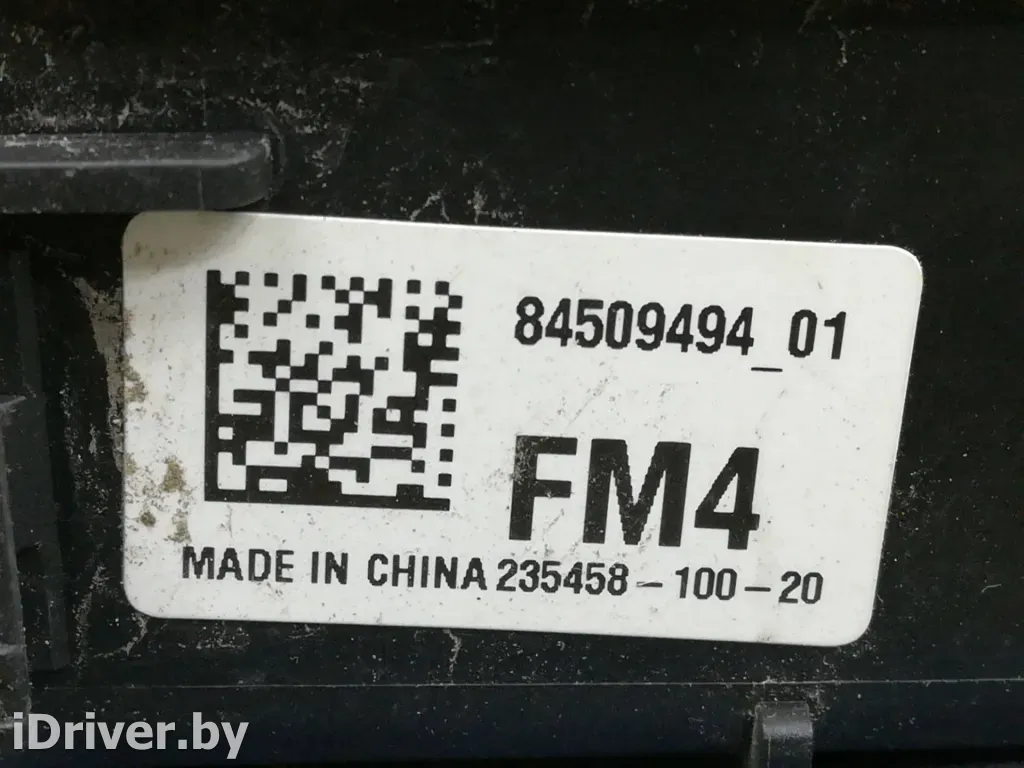 84509494_01
FM4
MADE IN CHINA 235458-100-20
iDriver.by